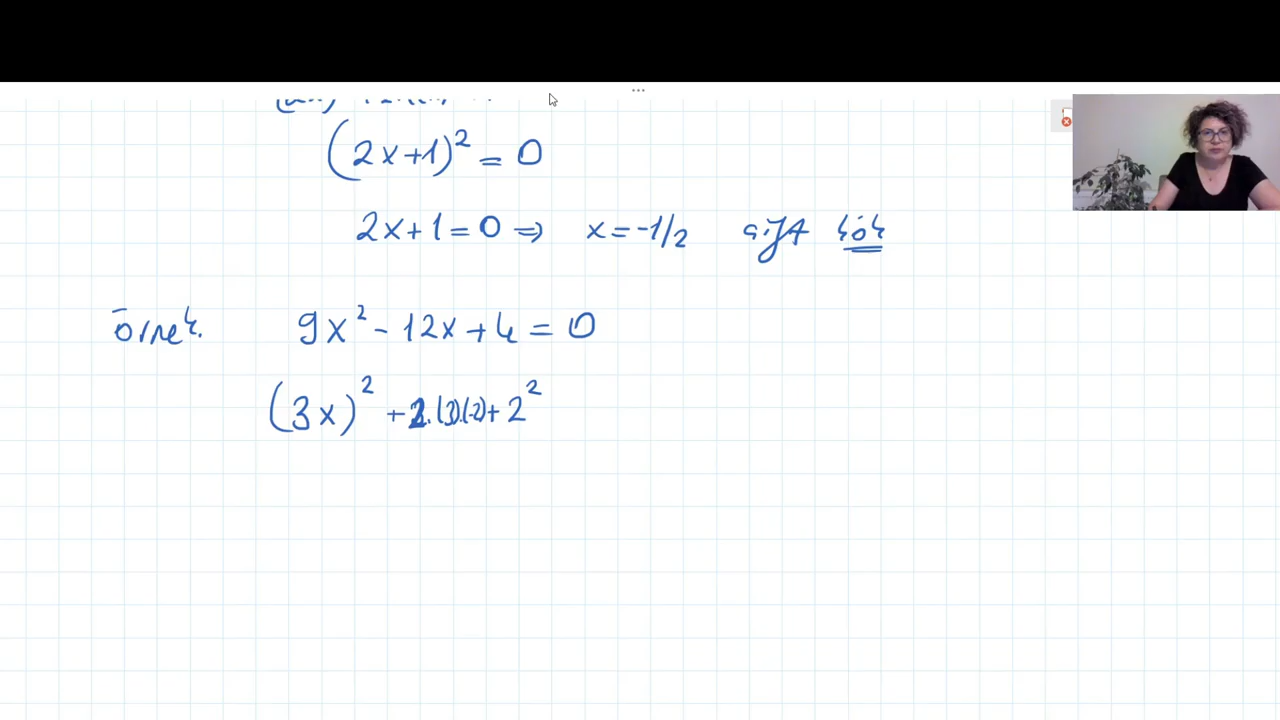 (2x+1)² = 0
2x+1=0 ⇒ x=-1/2 çift kök
Örnek. 9x² - 12x + 4 = 0
(3x)² + 2.(3).(-2) + 2²